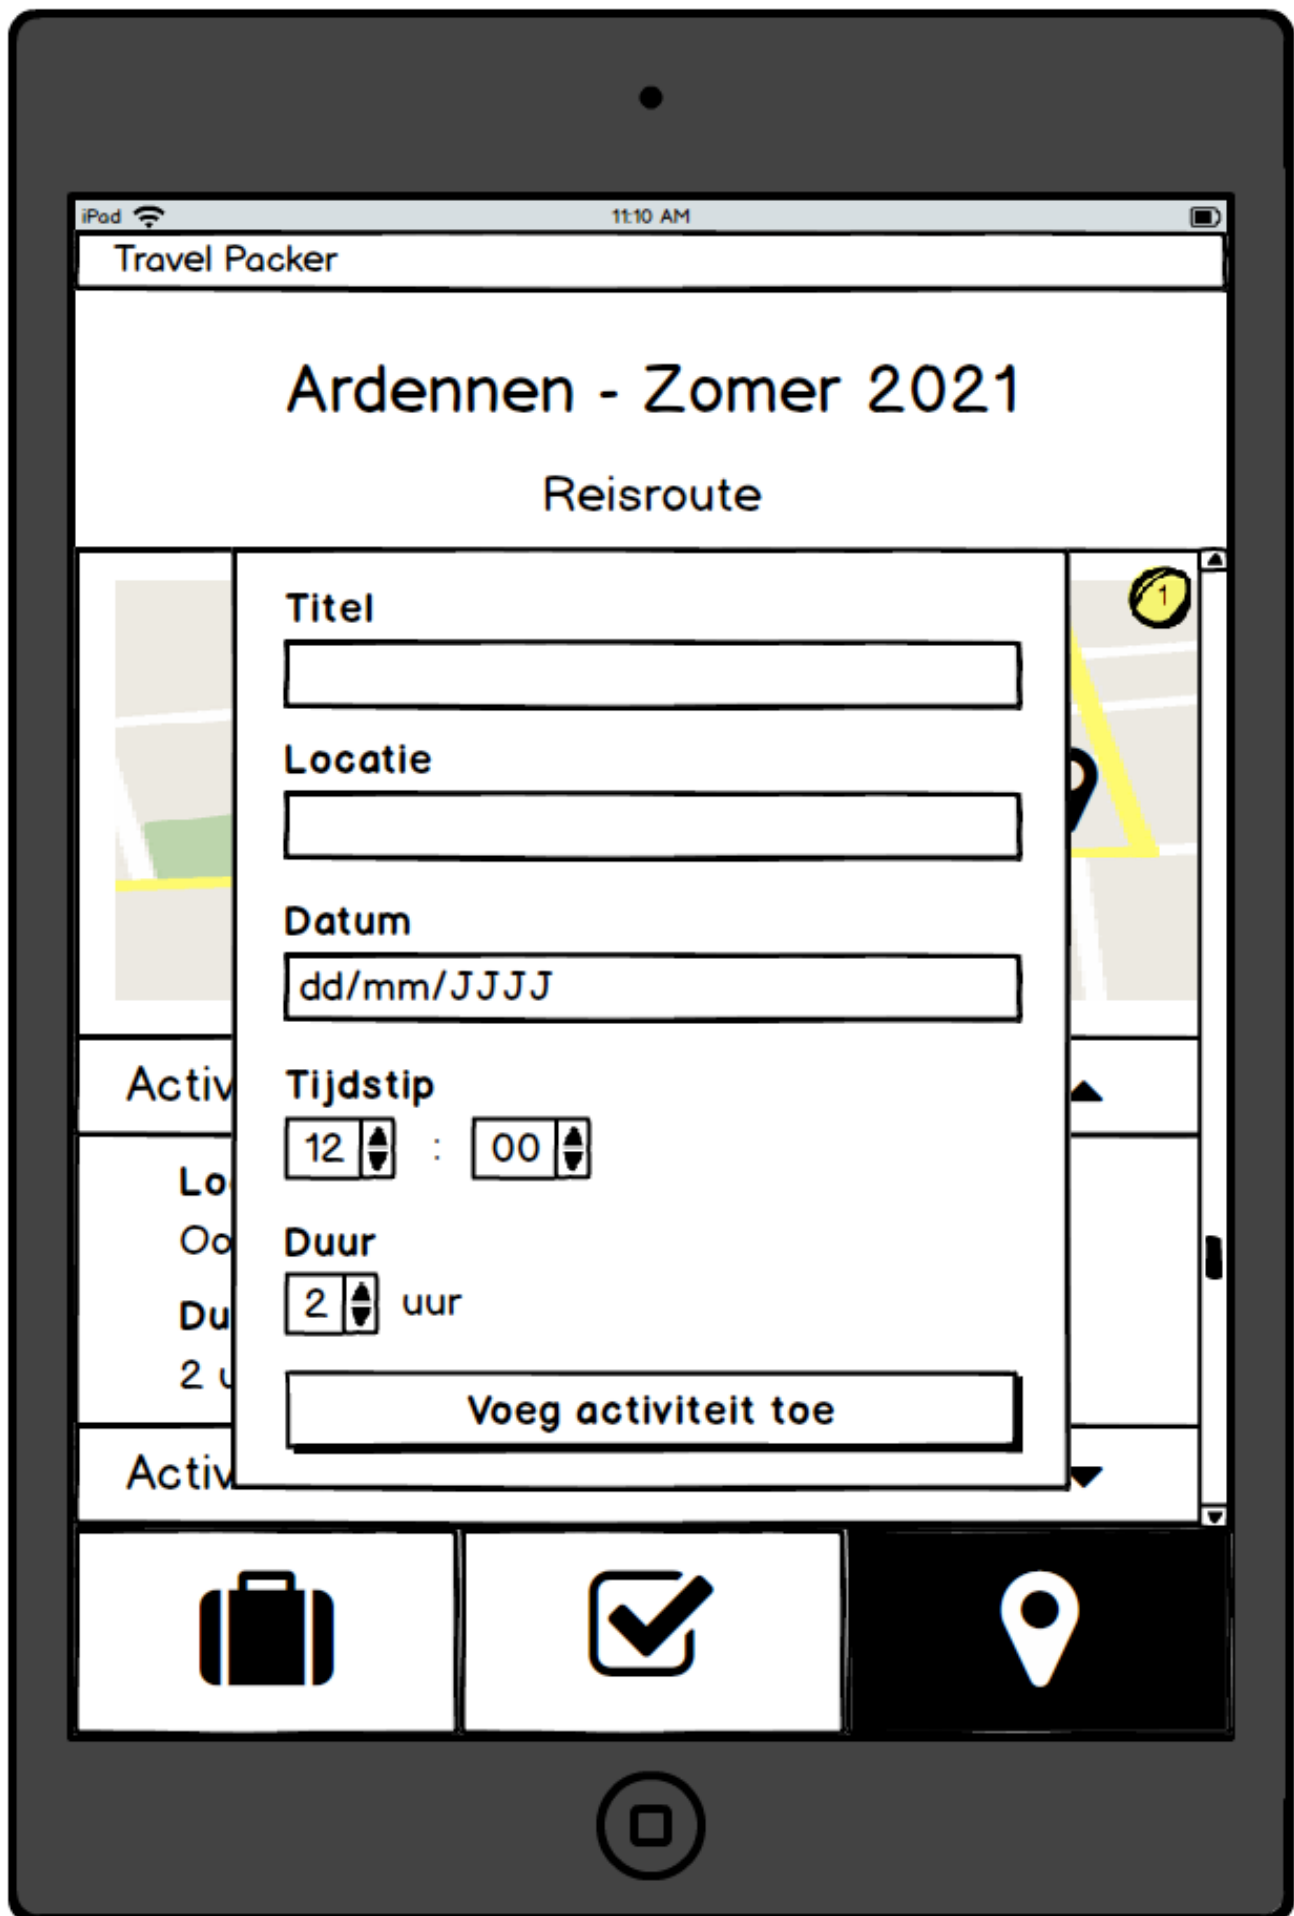 iPad
11:10 AM
Travel Packer
Ardennen - Zomer 2021
Reisroute
1
Titel
Locatie
Datum
dd/mm/JJJJ
Activ
Tijdstip
12 : 00
Lo
Duur
Du
2 uur
2 u
Voeg activiteit toe
Activ